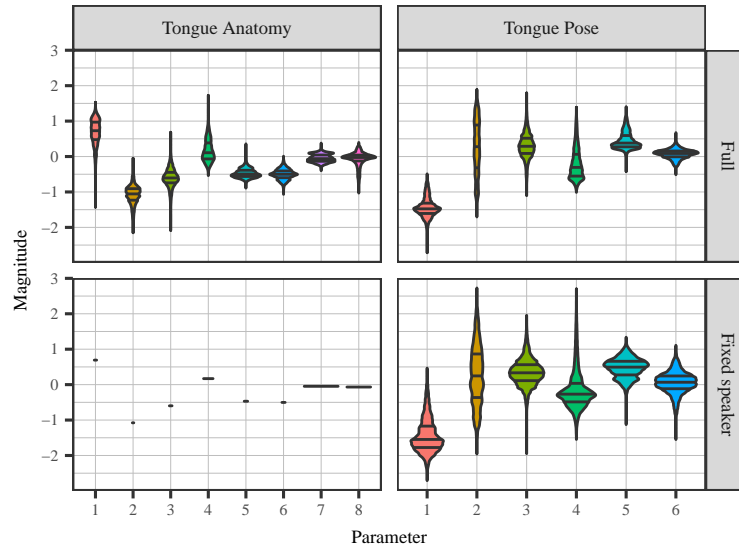 Tongue Anatomy Tongue Pose
3
2
1
0
−1
−2
Full
Magnitude
3
2
1
0
−1
−2
Fixed speaker
1 2 3 4 5 6 7 8 1 2 3 4 5 6
Parameter